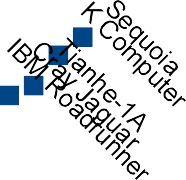 Sequoia
K Computer
Tianhe-1A
Cray Jaguar
IBM Roadrunner